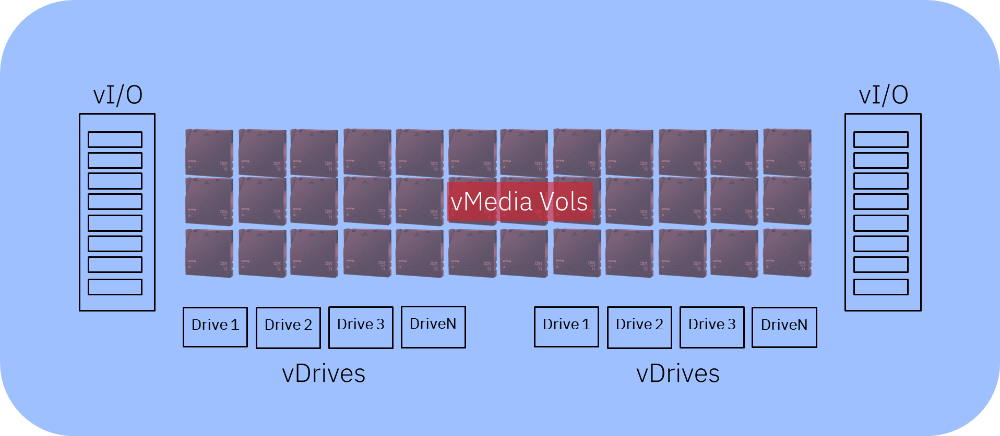 vI/O
vI/O
vMedia Vols
Drive 1
Drive 2
Drive 3
DriveN
Drive 1
Drive 2
Drive 3
DriveN
vDrives
vDrives